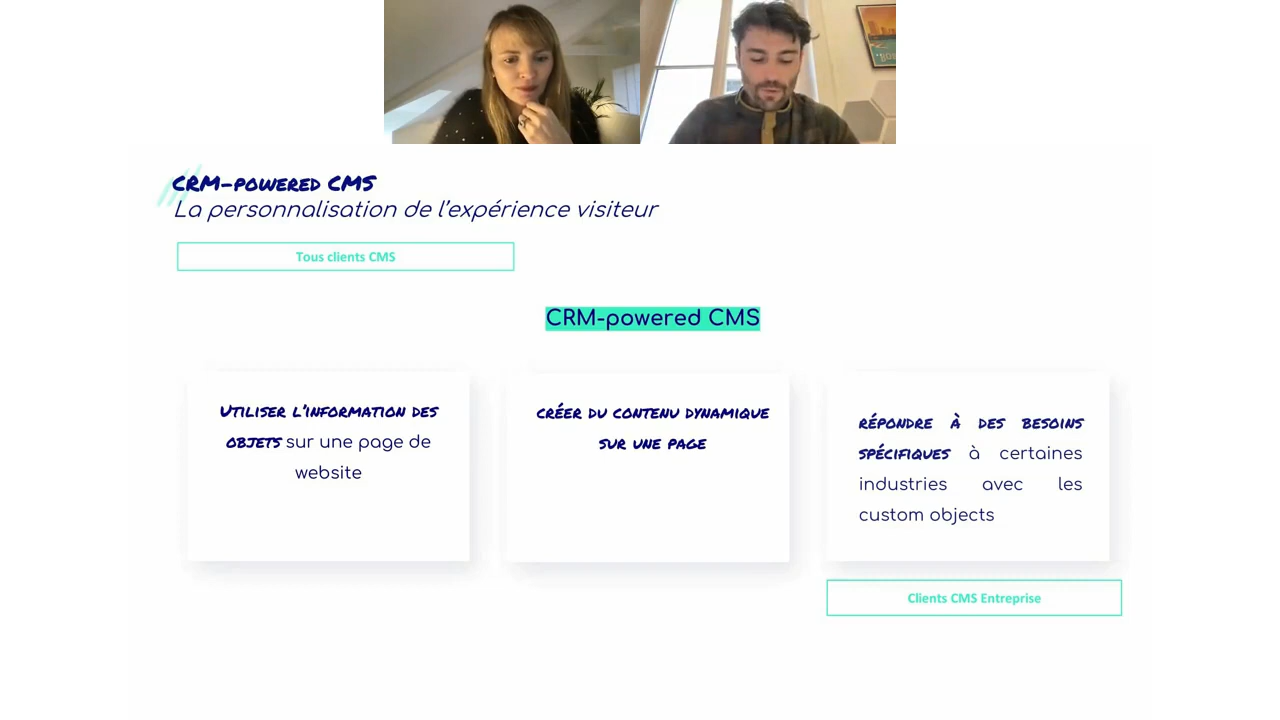 CRM-POWERED CMS
La personnalisation de l'expérience visiteur
Tous clients CMS
CRM-powered CMS
UTILISER L'INFORMATION DES
OBJETS sur une page de
website
CRÉER DU CONTENU DYNAMIQUE
SUR UNE PAGE
RÉPONDRE À DES BESOINS
SPÉCIFIQUES à certaines
industries avec les
custom objects
Clients CMS Entreprise